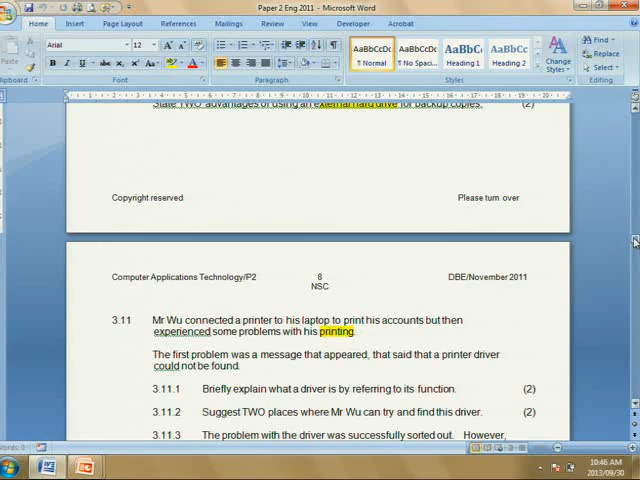 Paper 2 Eng 2011 - Microsoft Word
Home Insert Page Layout References Mailings Review View Developer Add-Ins Acrobat
Paste
Arial 12
Find
Replace
Select
AaBbCcDc AaBbCcDc AaBbC AaBbCc
¶ Normal ¶ No Spaci... Heading 1 Heading 2
Change
Styles
Clipboard Font Paragraph Styles Editing
State TWO advantages of using an external hard drive for backup copies. (2)
Copyright reserved Please turn over
Computer Applications Technology/P2 8 DBE/November 2011
NSC
3.11 Mr Wu connected a printer to his laptop to print his accounts but then
experienced some problems with his printing.
The first problem was a message that appeared, that said that a printer driver
could not be found.
3.11.1 Briefly explain what a driver is by referring to its function. (2)
3.11.2 Suggest TWO places where Mr Wu can try and find this driver. (2)
3.11.3 The problem with the driver was successfully sorted out. However,
Words: 0 100%
10:46 AM
2013/09/30